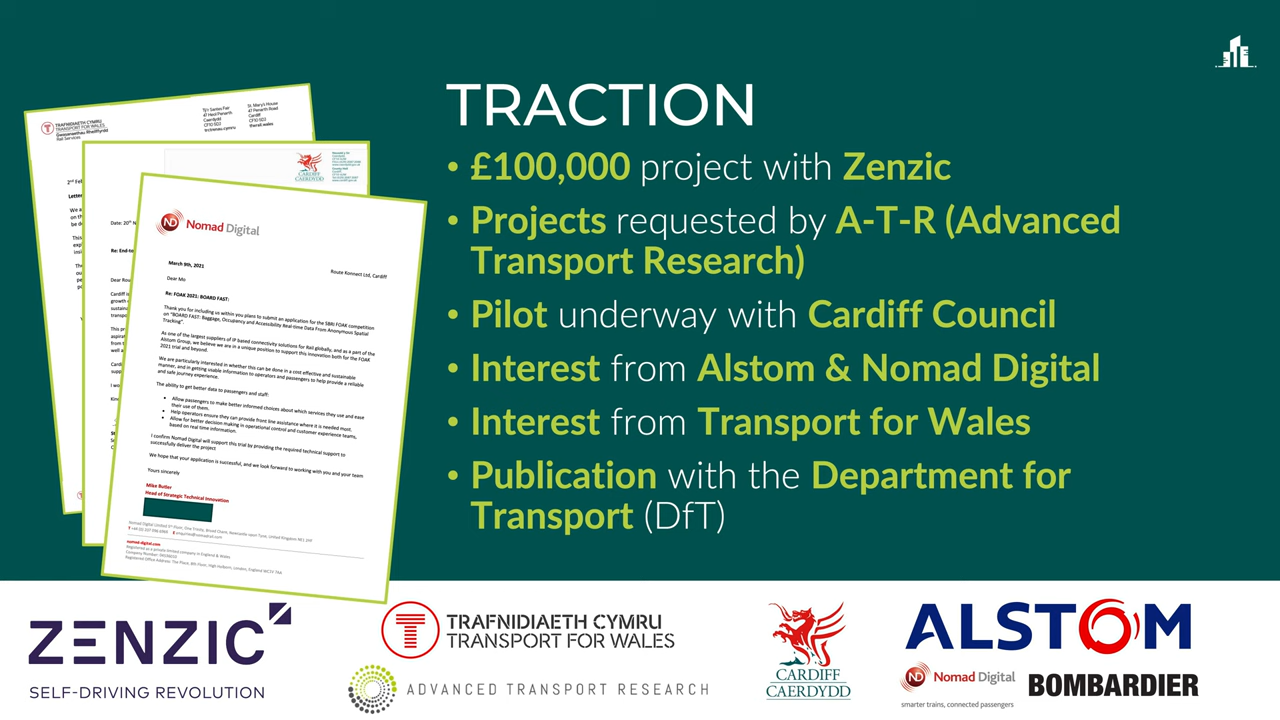 TRACTION
• £100,000 project with Zenzic
• Projects requested by A-T-R (Advanced
Transport Research)
• Pilot underway with Cardiff Council
• Interest from Alstom & Nomad Digital
• Interest from Transport for Wales
• Publication with the Department for
Transport (DfT)
TRAFNIDIAETH CYMRU
TRANSPORT FOR WALES
Rail Services
CARDIFF
CAERDYDD
ND Nomad Digital
March 9th, 2021
Route Konnect Ltd, Cardiff
Dear Mo
Re: FOAK 2021: BOARD FAST:
Thank you for including us within you plans to submit an application for the SBRI FOAK competition
on "BOARD FAST: Baggage, Occupancy and Accessibility Real-time Data From Anonymous Spatial
Tracking".
As one of the largest suppliers of IP based connectivity solutions for Rail globally, and as a part of the
Alstom Group, we believe we are in a unique position to support this innovation both for the FOAK
2021 trial and beyond.
We are particularly interested in whether this can be done in a cost effective and sustainable
manner, and in getting usable information to operators and passengers to help provide a reliable
and safe journey experience.
The ability to get better data to passengers and staff:
• Allow passengers to make better informed choices about which services they use and ease
their use of them.
• Help operators ensure they can provide front line assistance where it is needed most.
• Allow for better decision making in operational control and customer experience teams,
based on real time information.
I confirm Nomad Digital will support this trial by providing the required technical support to
successfully deliver the project
We hope that your application is successful, and we look forward to working with you and your team
Yours sincerely
Mike Butler
Head of Strategic Technical Innovation
nomad-digital.com
Registered as a private limited company in England & Wales
ZENZIC
SELF-DRIVING REVOLUTION
TRAFNIDIAETH CYMRU
TRANSPORT FOR WALES
ADVANCED TRANSPORT RESEARCH
CARDIFF
CAERDYDD
ALSTOM
ND Nomad Digital
smarter trains, connected passengers
BOMBARDIER